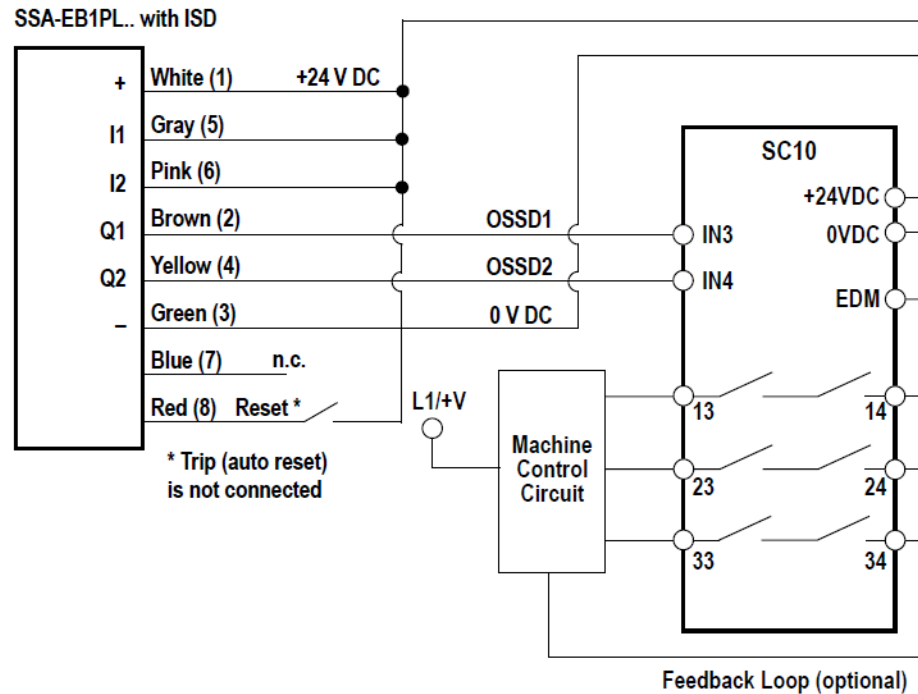 SSA-EB1PL.. with ISD
+ White (1) +24 V DC
I1 Gray (5)
I2 Pink (6)
Q1 Brown (2) OSSD1
Q2 Yellow (4) OSSD2
– Green (3) 0 V DC
Blue (7) n.c.
Red (8) Reset *
* Trip (auto reset)
is not connected
L1/+V
Machine
Control
Circuit
SC10
+24VDC
0VDC
IN3
IN4
EDM
13 14
23 24
33 34
Feedback Loop (optional)